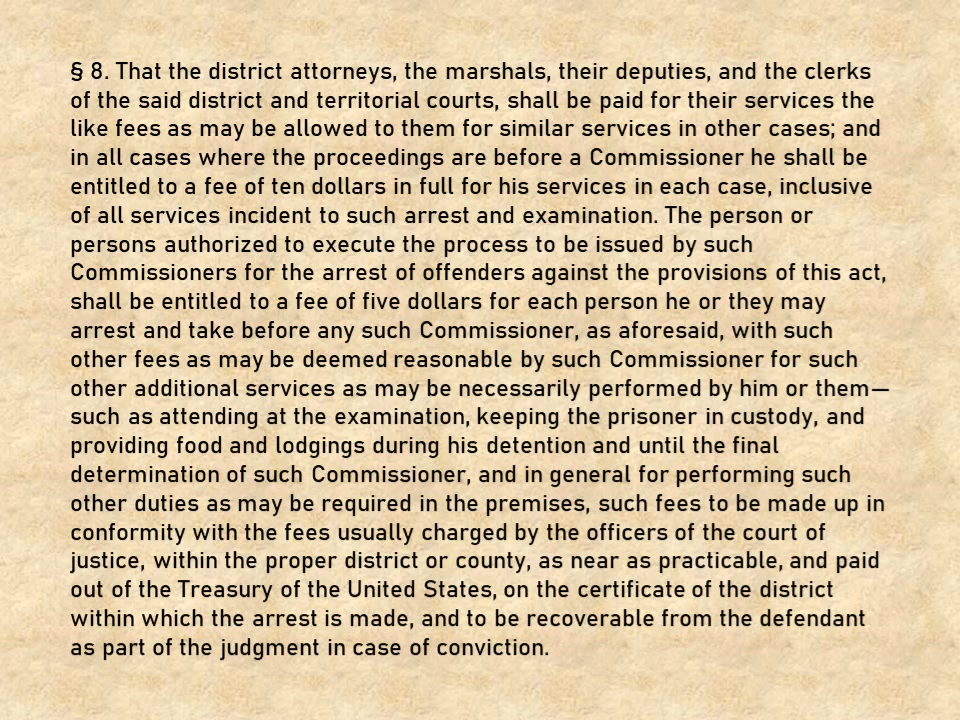 § 8. That the district attorneys, the marshals, their deputies, and the clerks
of the said district and territorial courts, shall be paid for their services the
like fees as may be allowed to them for similar services in other cases; and
in all cases where the proceedings are before a Commissioner he shall be
entitled to a fee of ten dollars in full for his services in each case, inclusive
of all services incident to such arrest and examination. The person or
persons authorized to execute the process to be issued by such
Commissioners for the arrest of offenders against the provisions of this act,
shall be entitled to a fee of five dollars for each person he or they may
arrest and take before any such Commissioner, as aforesaid, with such
other fees as may be deemed reasonable by such Commissioner for such
other additional services as may be necessarily performed by him or them—
such as attending at the examination, keeping the prisoner in custody, and
providing food and lodgings during his detention and until the final
determination of such Commissioner, and in general for performing such
other duties as may be required in the premises, such fees to be made up in
conformity with the fees usually charged by the officers of the court of
justice, within the proper district or county, as near as practicable, and paid
out of the Treasury of the United States, on the certificate of the district
within which the arrest is made, and to be recoverable from the defendant
as part of the judgment in case of conviction.